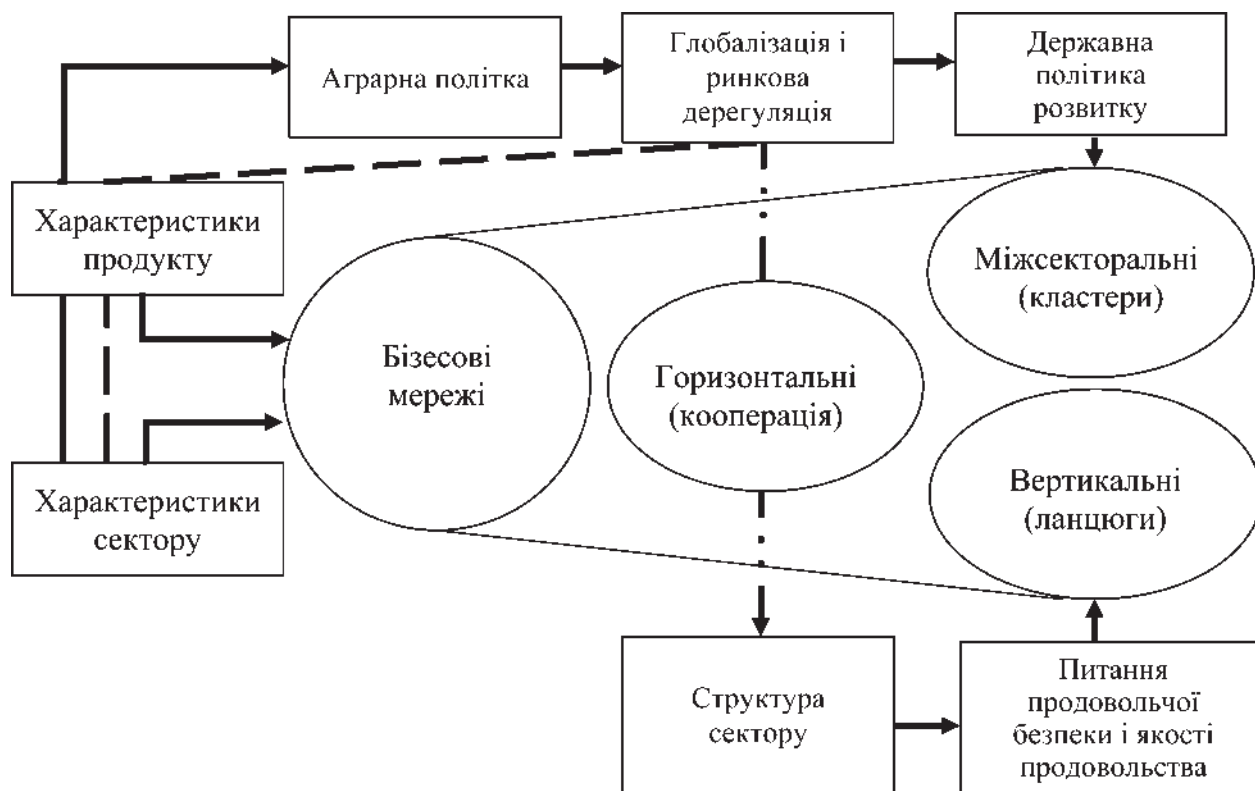 Аграрна політка
Глобалізація і
ринкова
дерегуляція
Державна
політика
розвитку
Характеристики
продукту
Міжсекторальні
(кластери)
Бізесові
мережі
Горизонтальні
(кооперація)
Характеристики
сектору
Вертикальні
(ланцюги)
Структура
сектору
Питання
продовольчої
безпеки і якості
продовольства